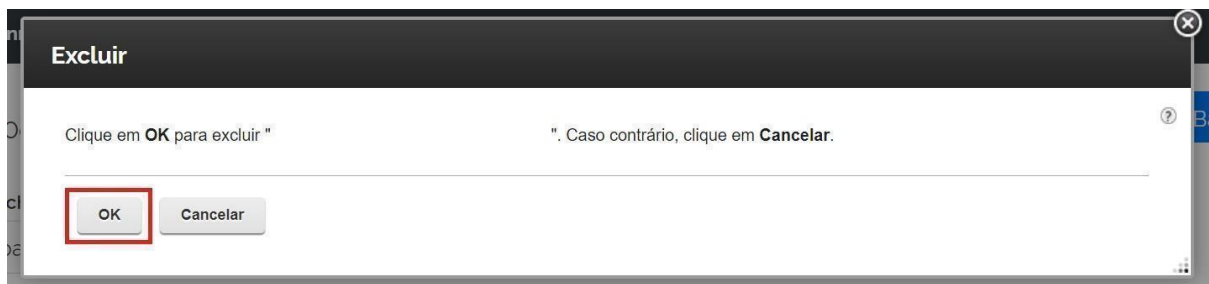 Excluir
Clique em OK para excluir " ". Caso contrário, clique em Cancelar.
?
OK Cancelar